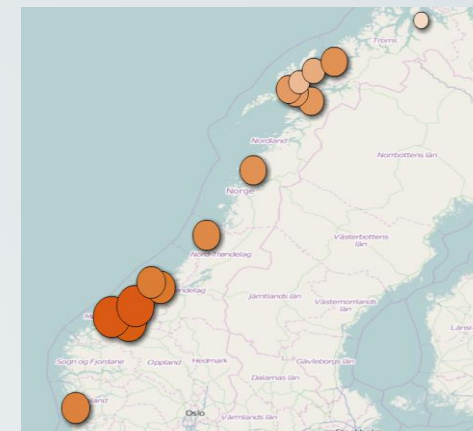 Troms
Nordland
Norrbottens län
Norge
Västerbottens
län
Nord-Trøndelag
Jämtlands län
Västernorrlands
län
Sogn og Fjordane
Oppland
Hedmark
Gävleborgs län
Dalarnas län
Oslo
Värmlands län